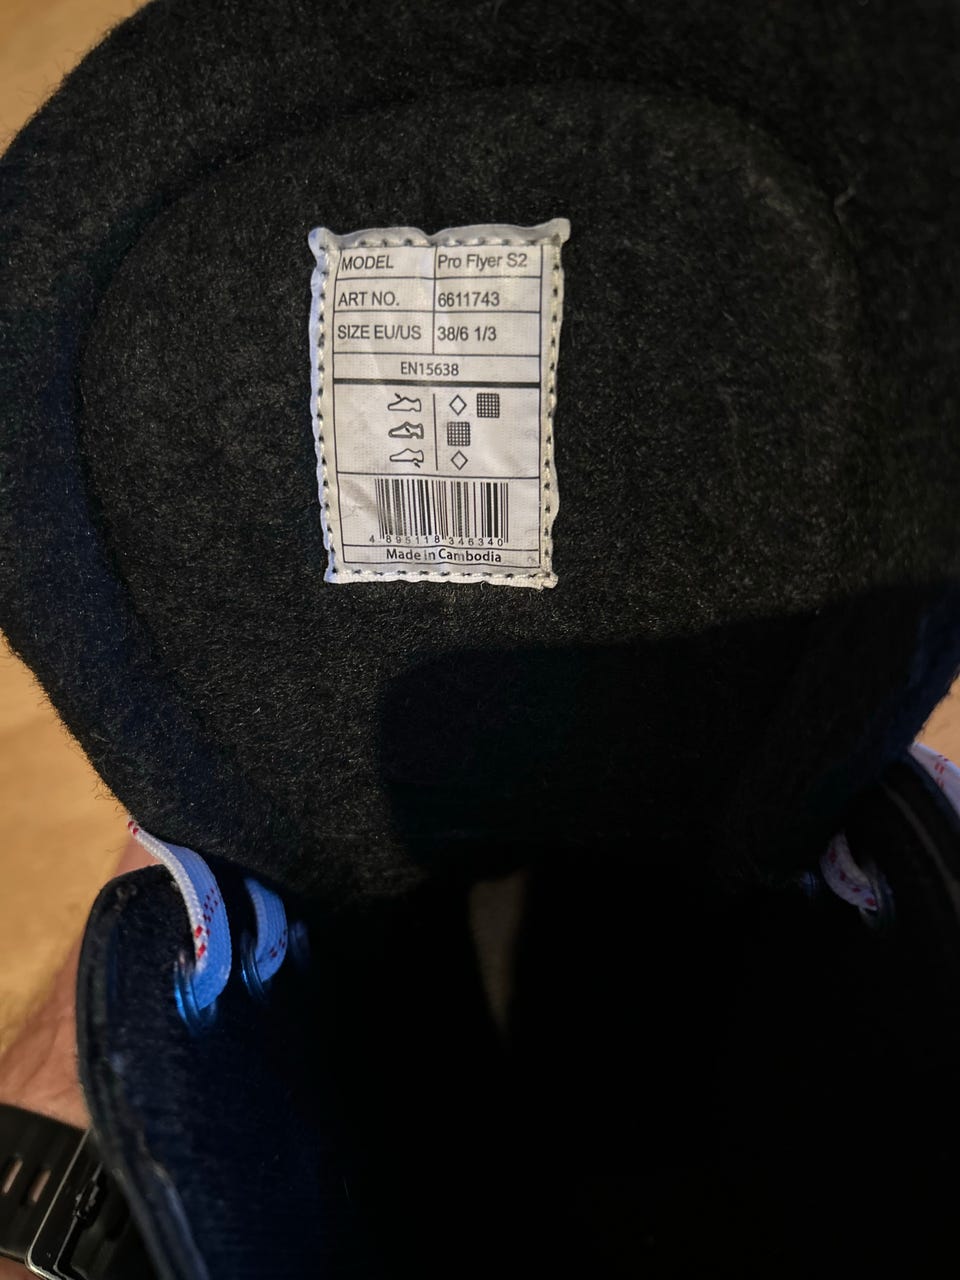 MODEL Pro Flyer S2
ART NO. 6611743
SIZE EU/US 38/6 1/3
EN15638
4 895118 346340
Made in Cambodia